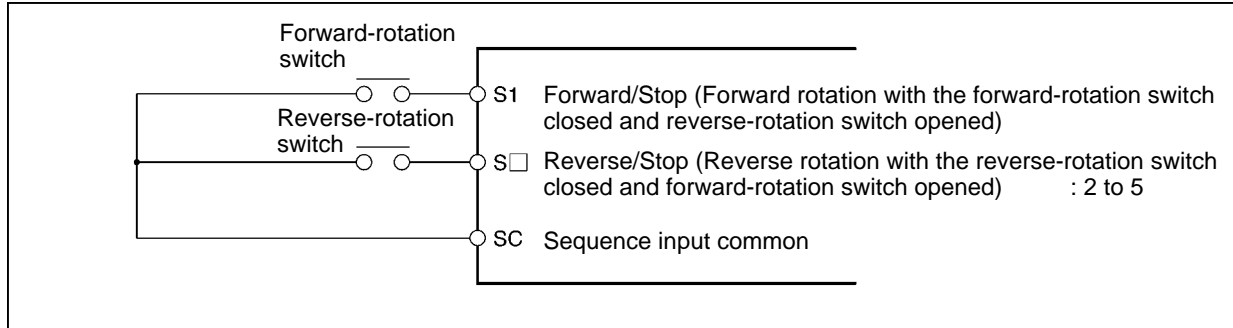 Forward-rotation
switch
S1 Forward/Stop (Forward rotation with the forward-rotation switch
closed and reverse-rotation switch opened)
Reverse-rotation
switch
S□ Reverse/Stop (Reverse rotation with the reverse-rotation switch
closed and forward-rotation switch opened) : 2 to 5
SC Sequence input common